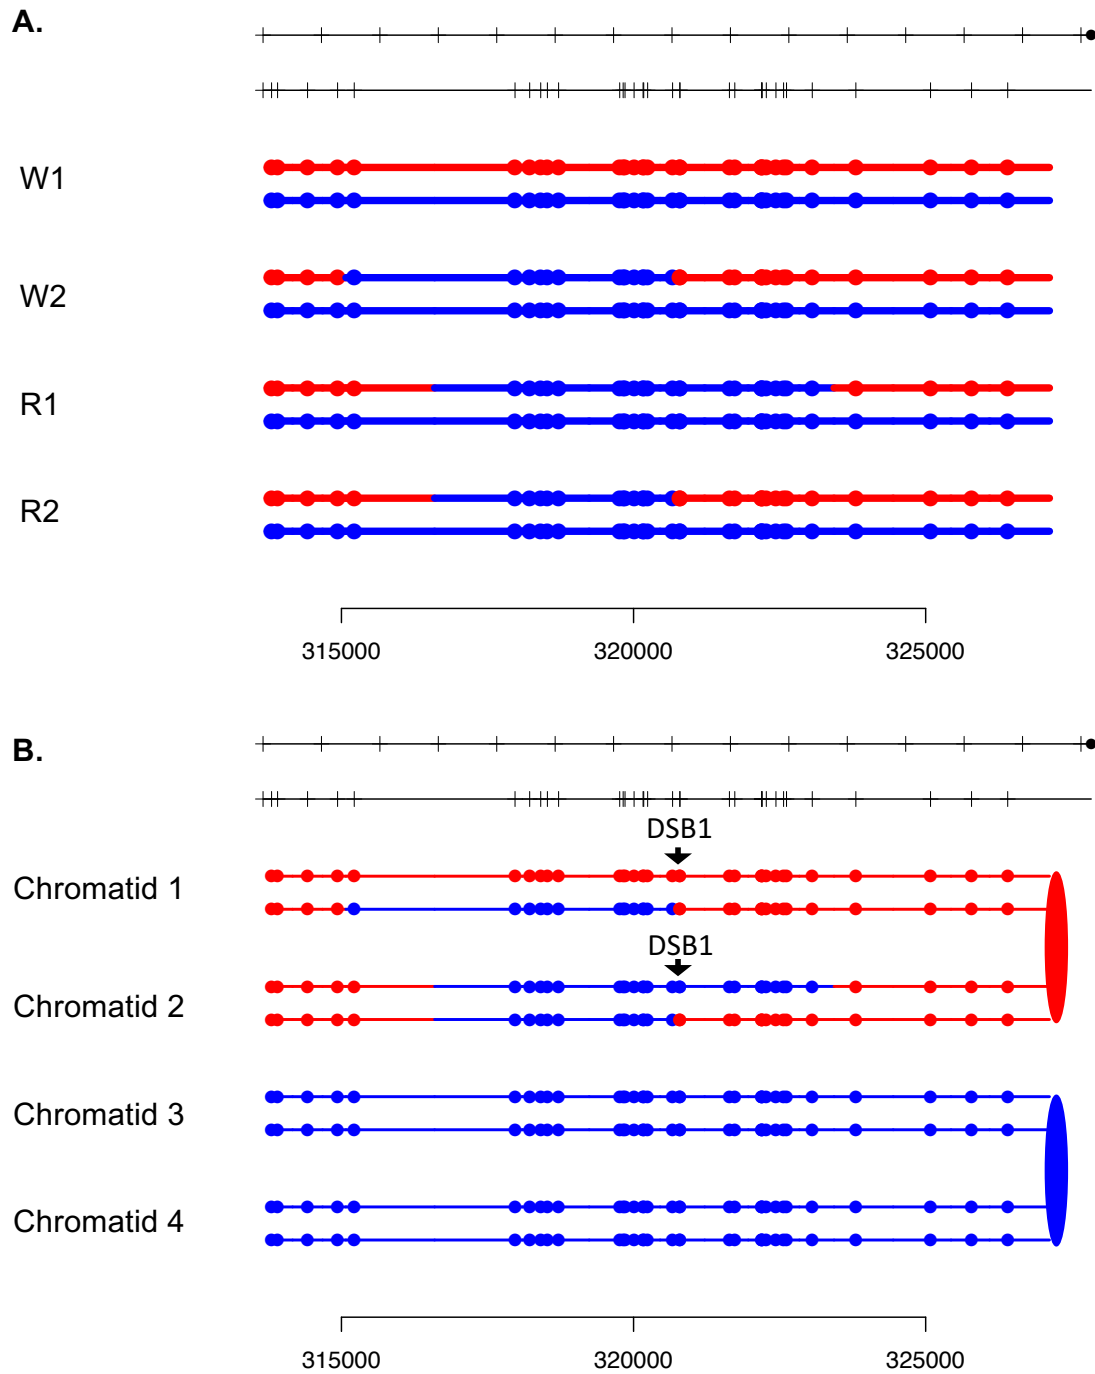 A.
W1
W2
R1
R2
315000 320000 325000
B.
DSB1
Chromatid 1
DSB1
Chromatid 2
Chromatid 3
Chromatid 4
315000 320000 325000